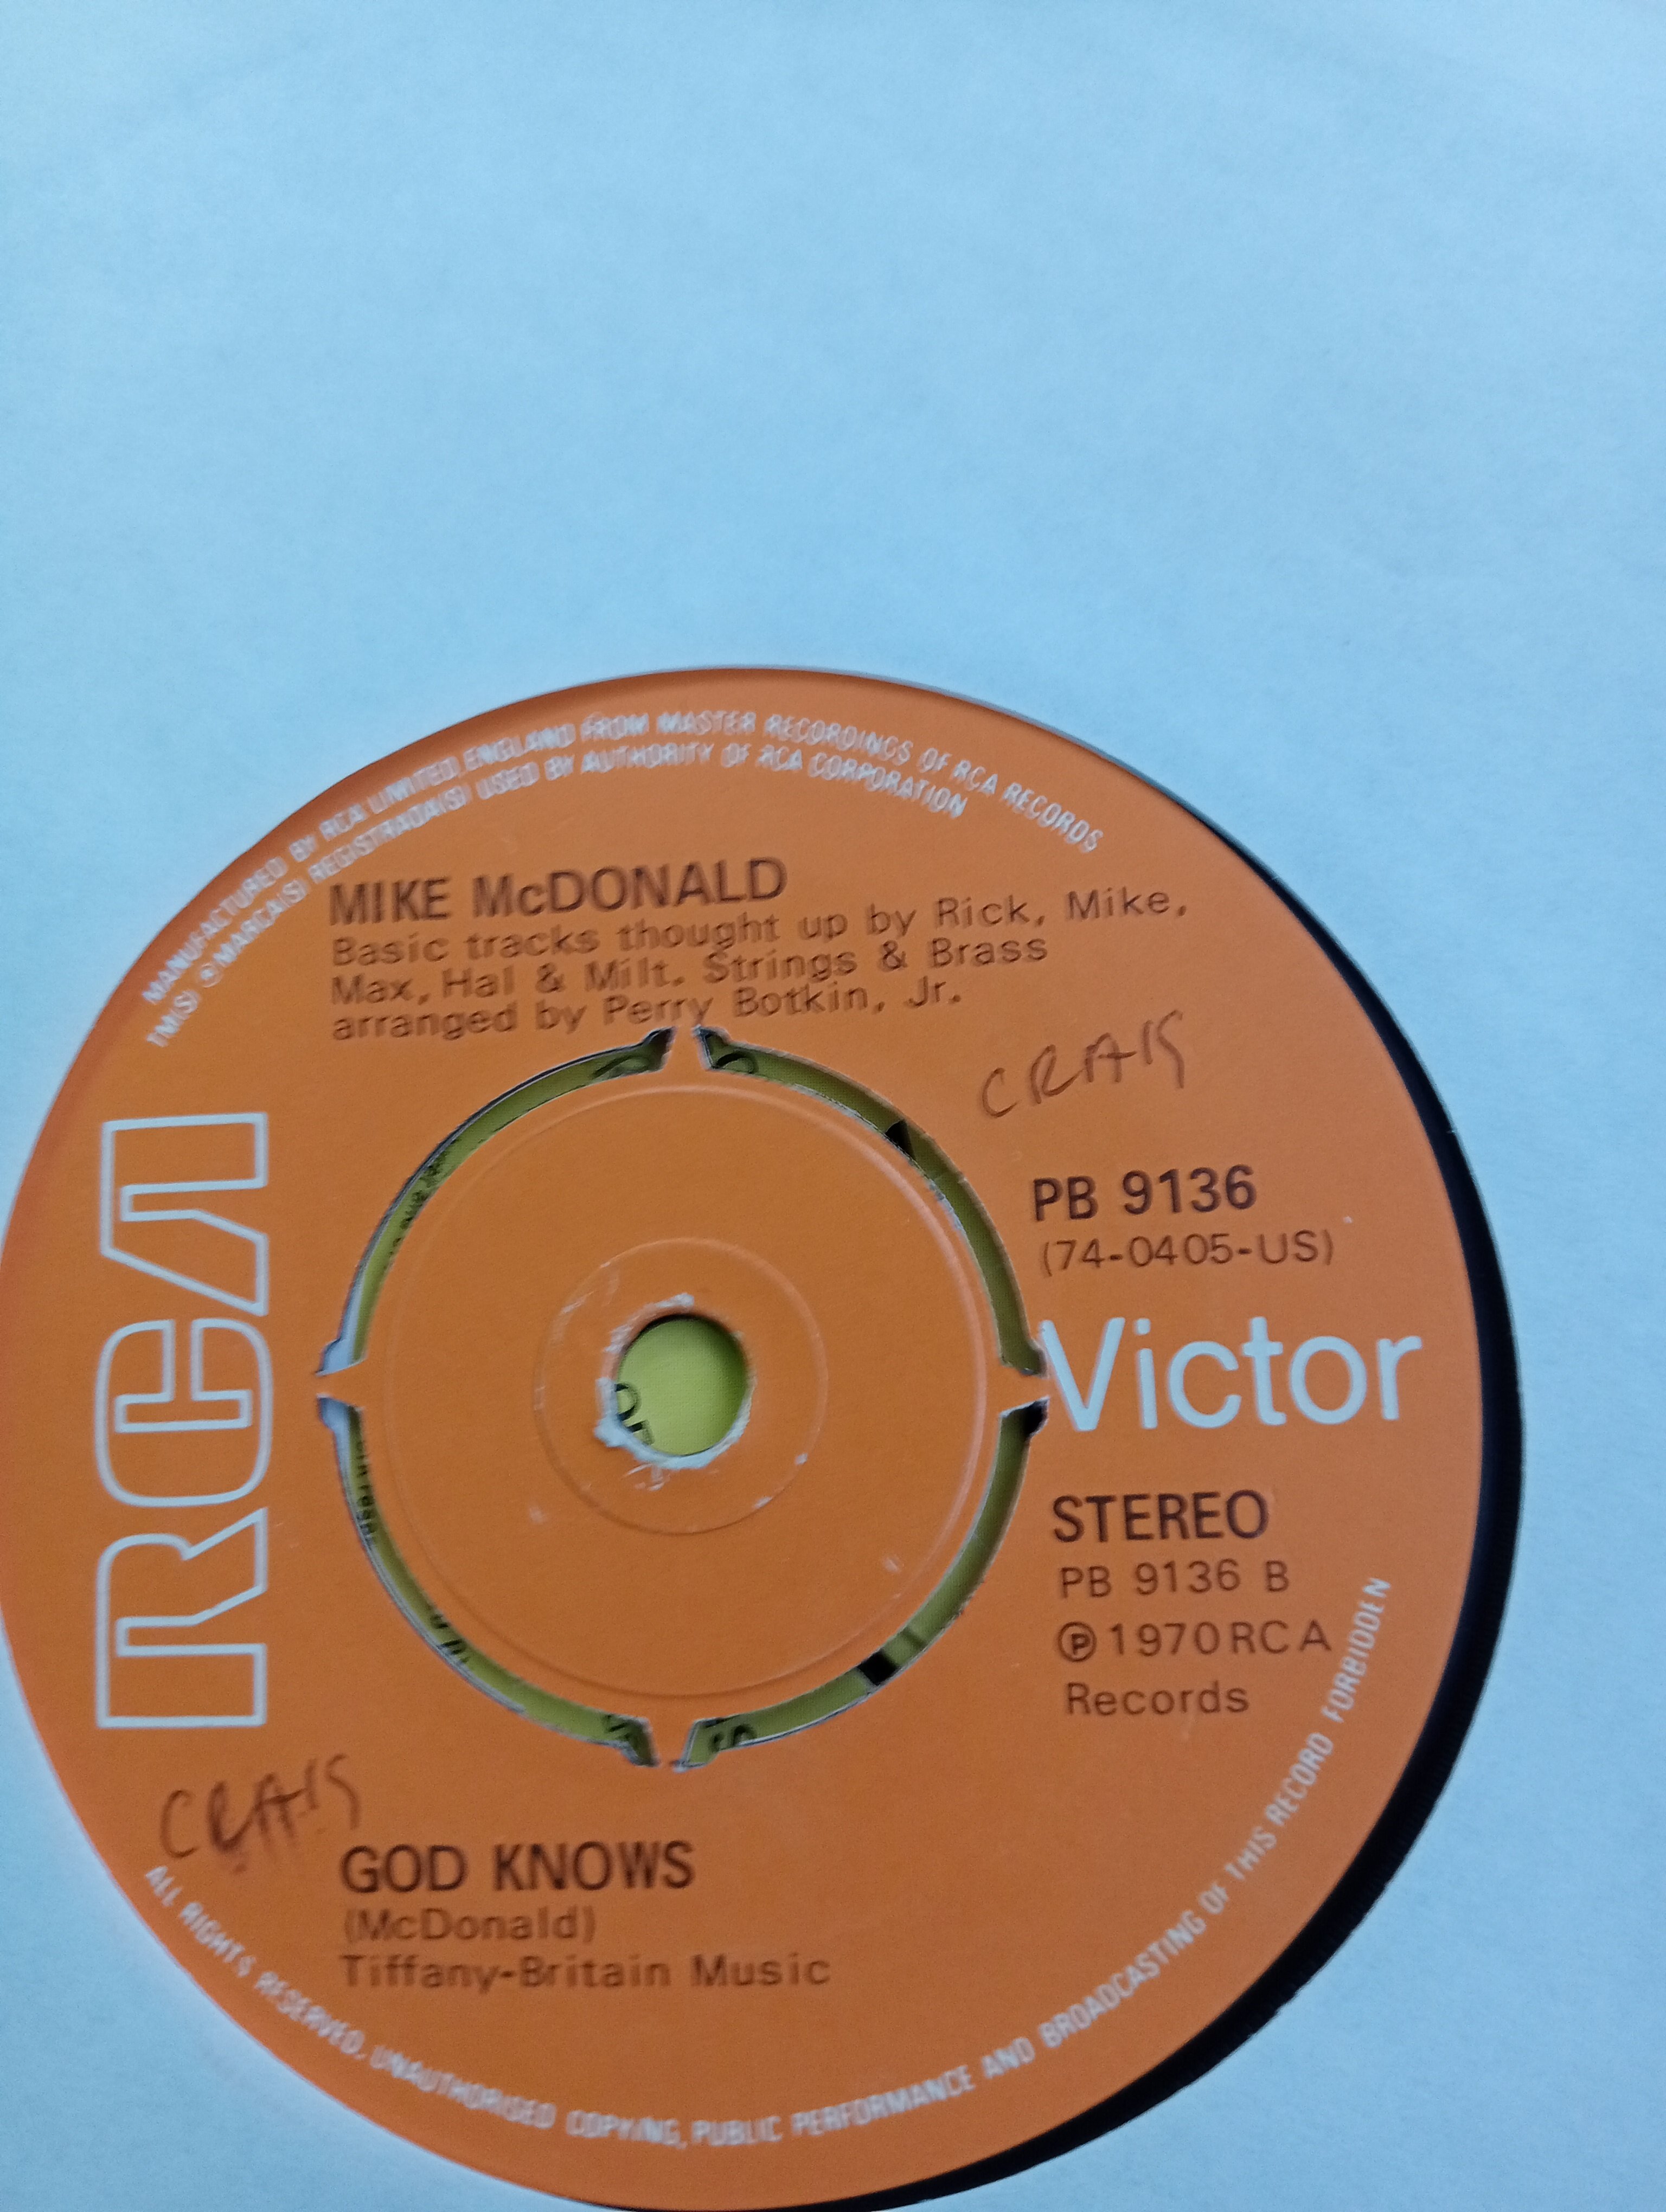 MANUFACTURED BY RCA LIMITED, ENGLAND FROM MASTER RECORDINGS OF RCA RECORDS
TM(S) ® MARCA(S) REGISTRADA(S) USED BY AUTHORITY OF RCA CORPORATION
MIKE McDONALD
Basic tracks thought up by Rick, Mike,
Max, Hal & Milt. Strings & Brass
arranged by Perry Botkin, Jr.
CRAIG
PB 9136
(74-0405-US)
RCA
Victor
STEREO
PB 9136 B
℗ 1970 RCA
Records
CRAIG
GOD KNOWS
(McDonald)
Tiffany-Britain Music
ALL RIGHTS RESERVED, UNAUTHORISED COPYING, PUBLIC PERFORMANCE AND BROADCASTING OF THIS RECORD FORBIDDEN